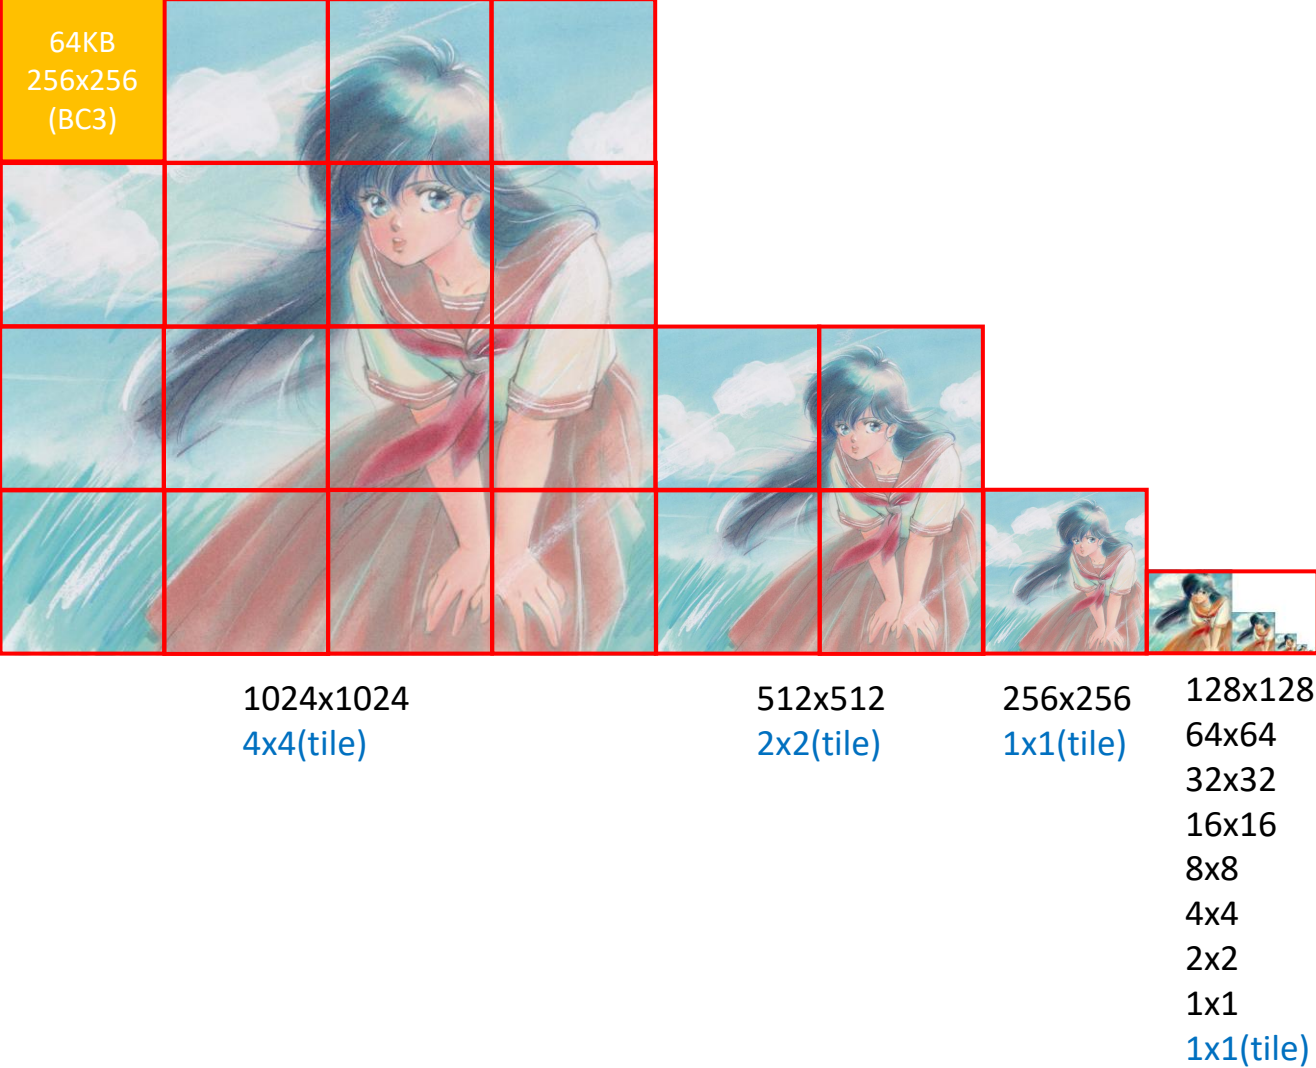 64KB
256x256
(BC3)
1024x1024
4x4(tile)
512x512
2x2(tile)
256x256
1x1(tile)
128x128
64x64
32x32
16x16
8x8
4x4
2x2
1x1
1x1(tile)